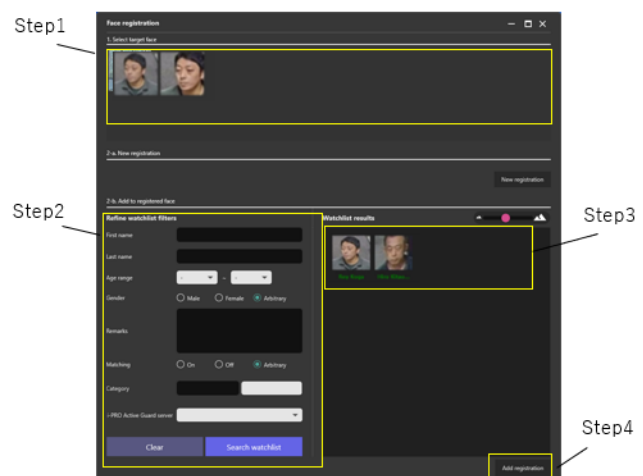 Step1
Face registration
1. Select target face
2-a. New registration
New registration
Step2
2-b. Add to registered face
Refine watchlist filters
Watchlist results
Step3
First name
Last name
Age range
-
-
-
Gender
Male
Female
Arbitrary
Remarks
Matching
On
Off
Arbitrary
Category
i-PRO Active Guard server
Clear
Search watchlist
Step4
Add registration